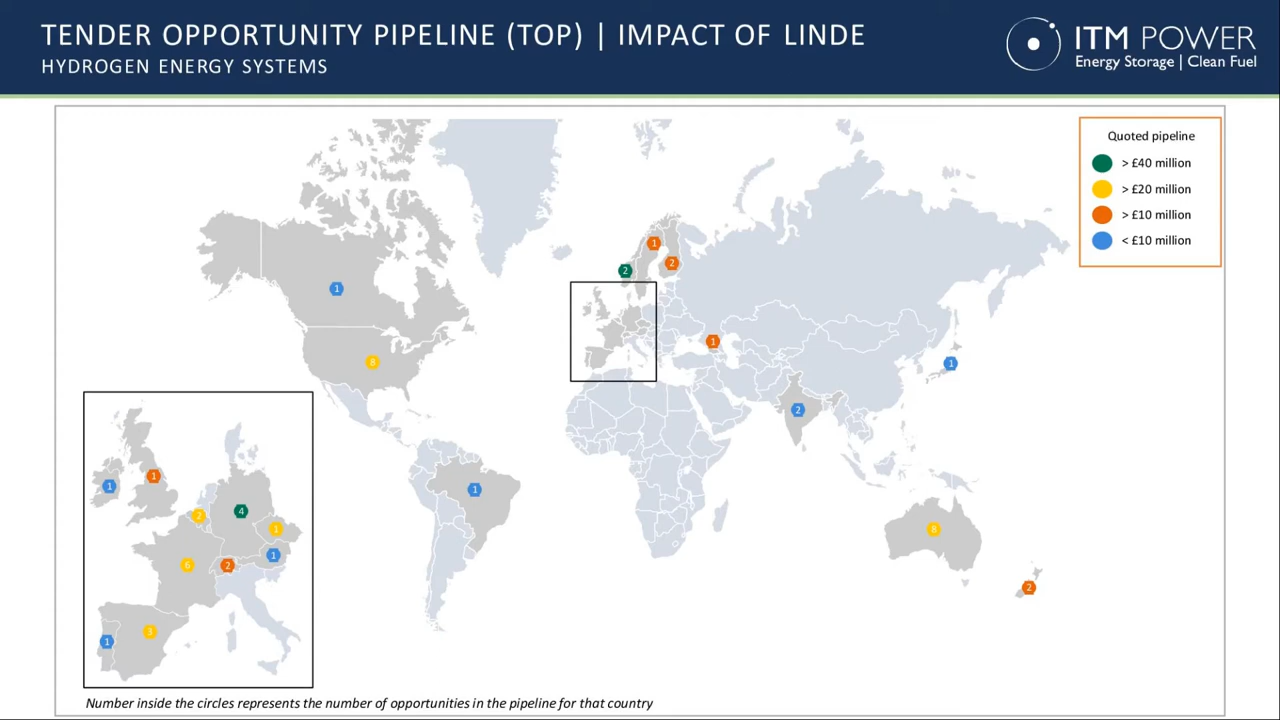 TENDER OPPORTUNITY PIPELINE (TOP) | IMPACT OF LINDE
HYDROGEN ENERGY SYSTEMS
ITM POWER
Energy Storage | Clean Fuel
Quoted pipeline
> £40 million
> £20 million
> £10 million
< £10 million
1
2
2
1
1
8
1
1
2
1
8
2
1
1
2
4
1
1
6
2
3
1
Number inside the circles represents the number of opportunities in the pipeline for that country